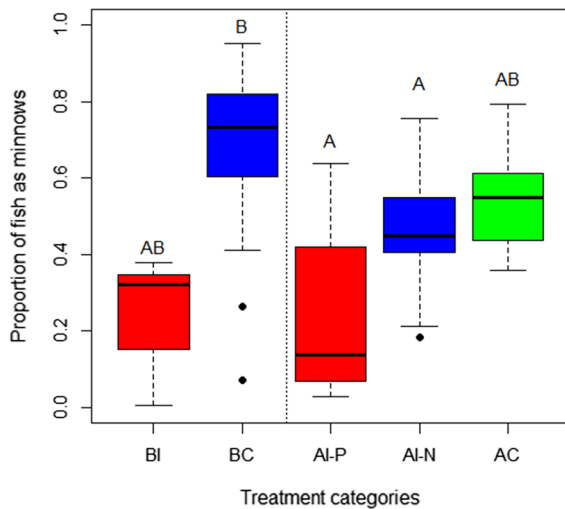 Proportion of fish as minnows
1.0
0.8
0.6
0.4
0.2
0.0
AB
B
A
A
AB
BI BC AI-P AI-N AC
Treatment categories